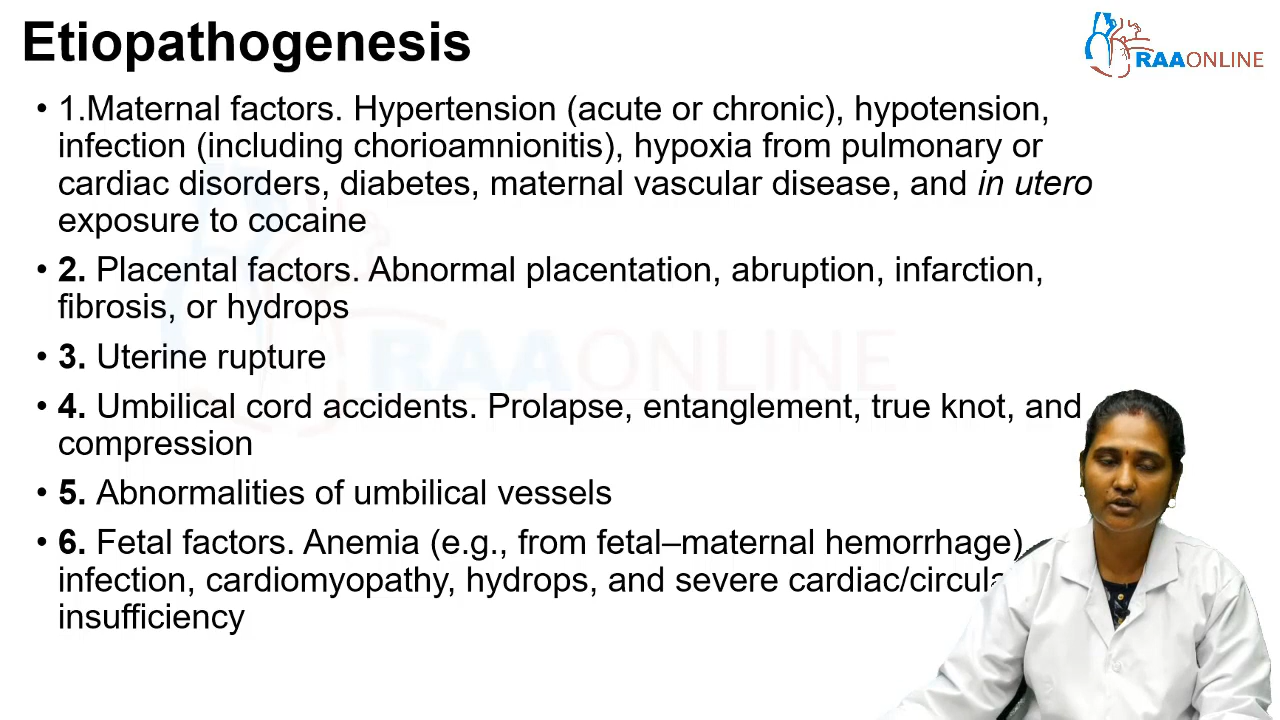 Etiopathogenesis
RAAONLINE
• 1.Maternal factors. Hypertension (acute or chronic), hypotension,
infection (including chorioamnionitis), hypoxia from pulmonary or
cardiac disorders, diabetes, maternal vascular disease, and in utero
exposure to cocaine
• 2. Placental factors. Abnormal placentation, abruption, infarction,
fibrosis, or hydrops
RAAONLINE
• 3. Uterine rupture
• 4. Umbilical cord accidents. Prolapse, entanglement, true knot, and
compression
• 5. Abnormalities of umbilical vessels
• 6. Fetal factors. Anemia (e.g., from fetal–maternal hemorrhage)
infection, cardiomyopathy, hydrops, and severe
insufficiency